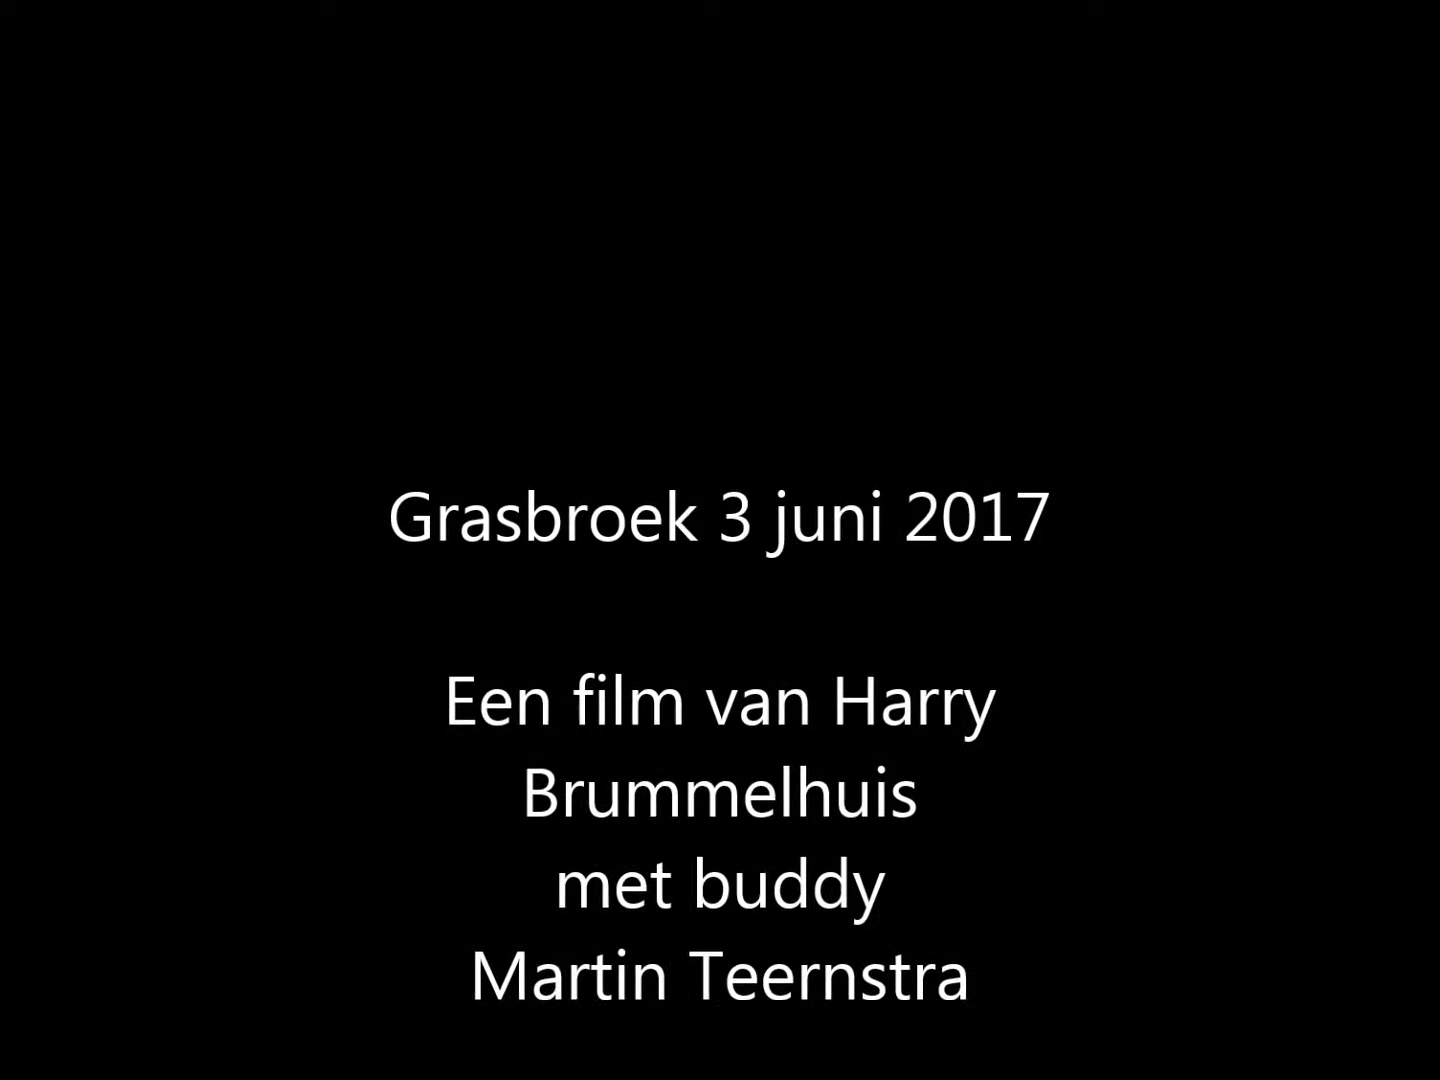 Grasbroek 3 juni 2017
Een film van Harry
Brummelhuis
met buddy
Martin Teernstra